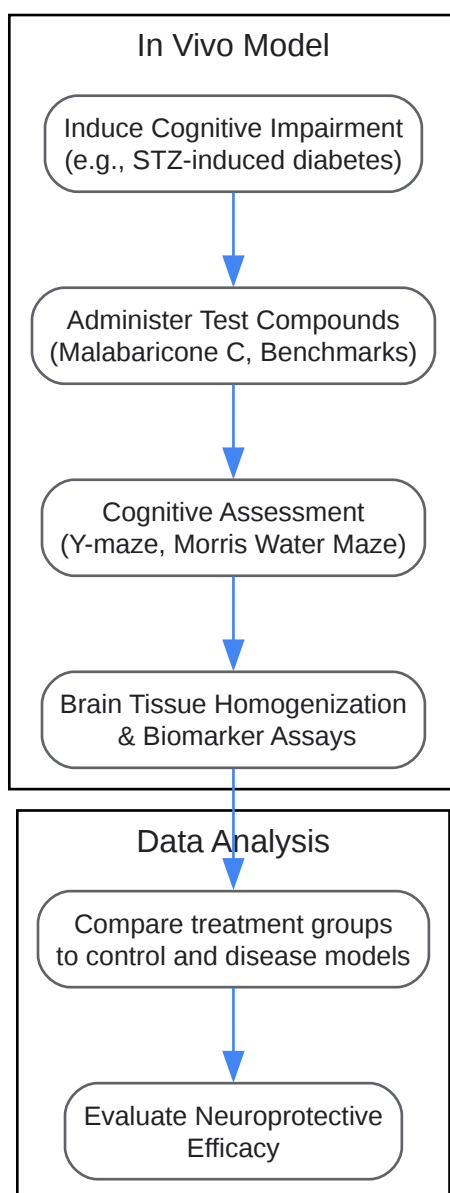 In Vivo Model
Induce Cognitive Impairment
(e.g., STZ-induced diabetes)
Administer Test Compounds
(Malabaricone C, Benchmarks)
Cognitive Assessment
(Y-maze, Morris Water Maze)
Brain Tissue Homogenization
& Biomarker Assays
Data Analysis
Compare treatment groups
to control and disease models
Evaluate Neuroprotective
Efficacy